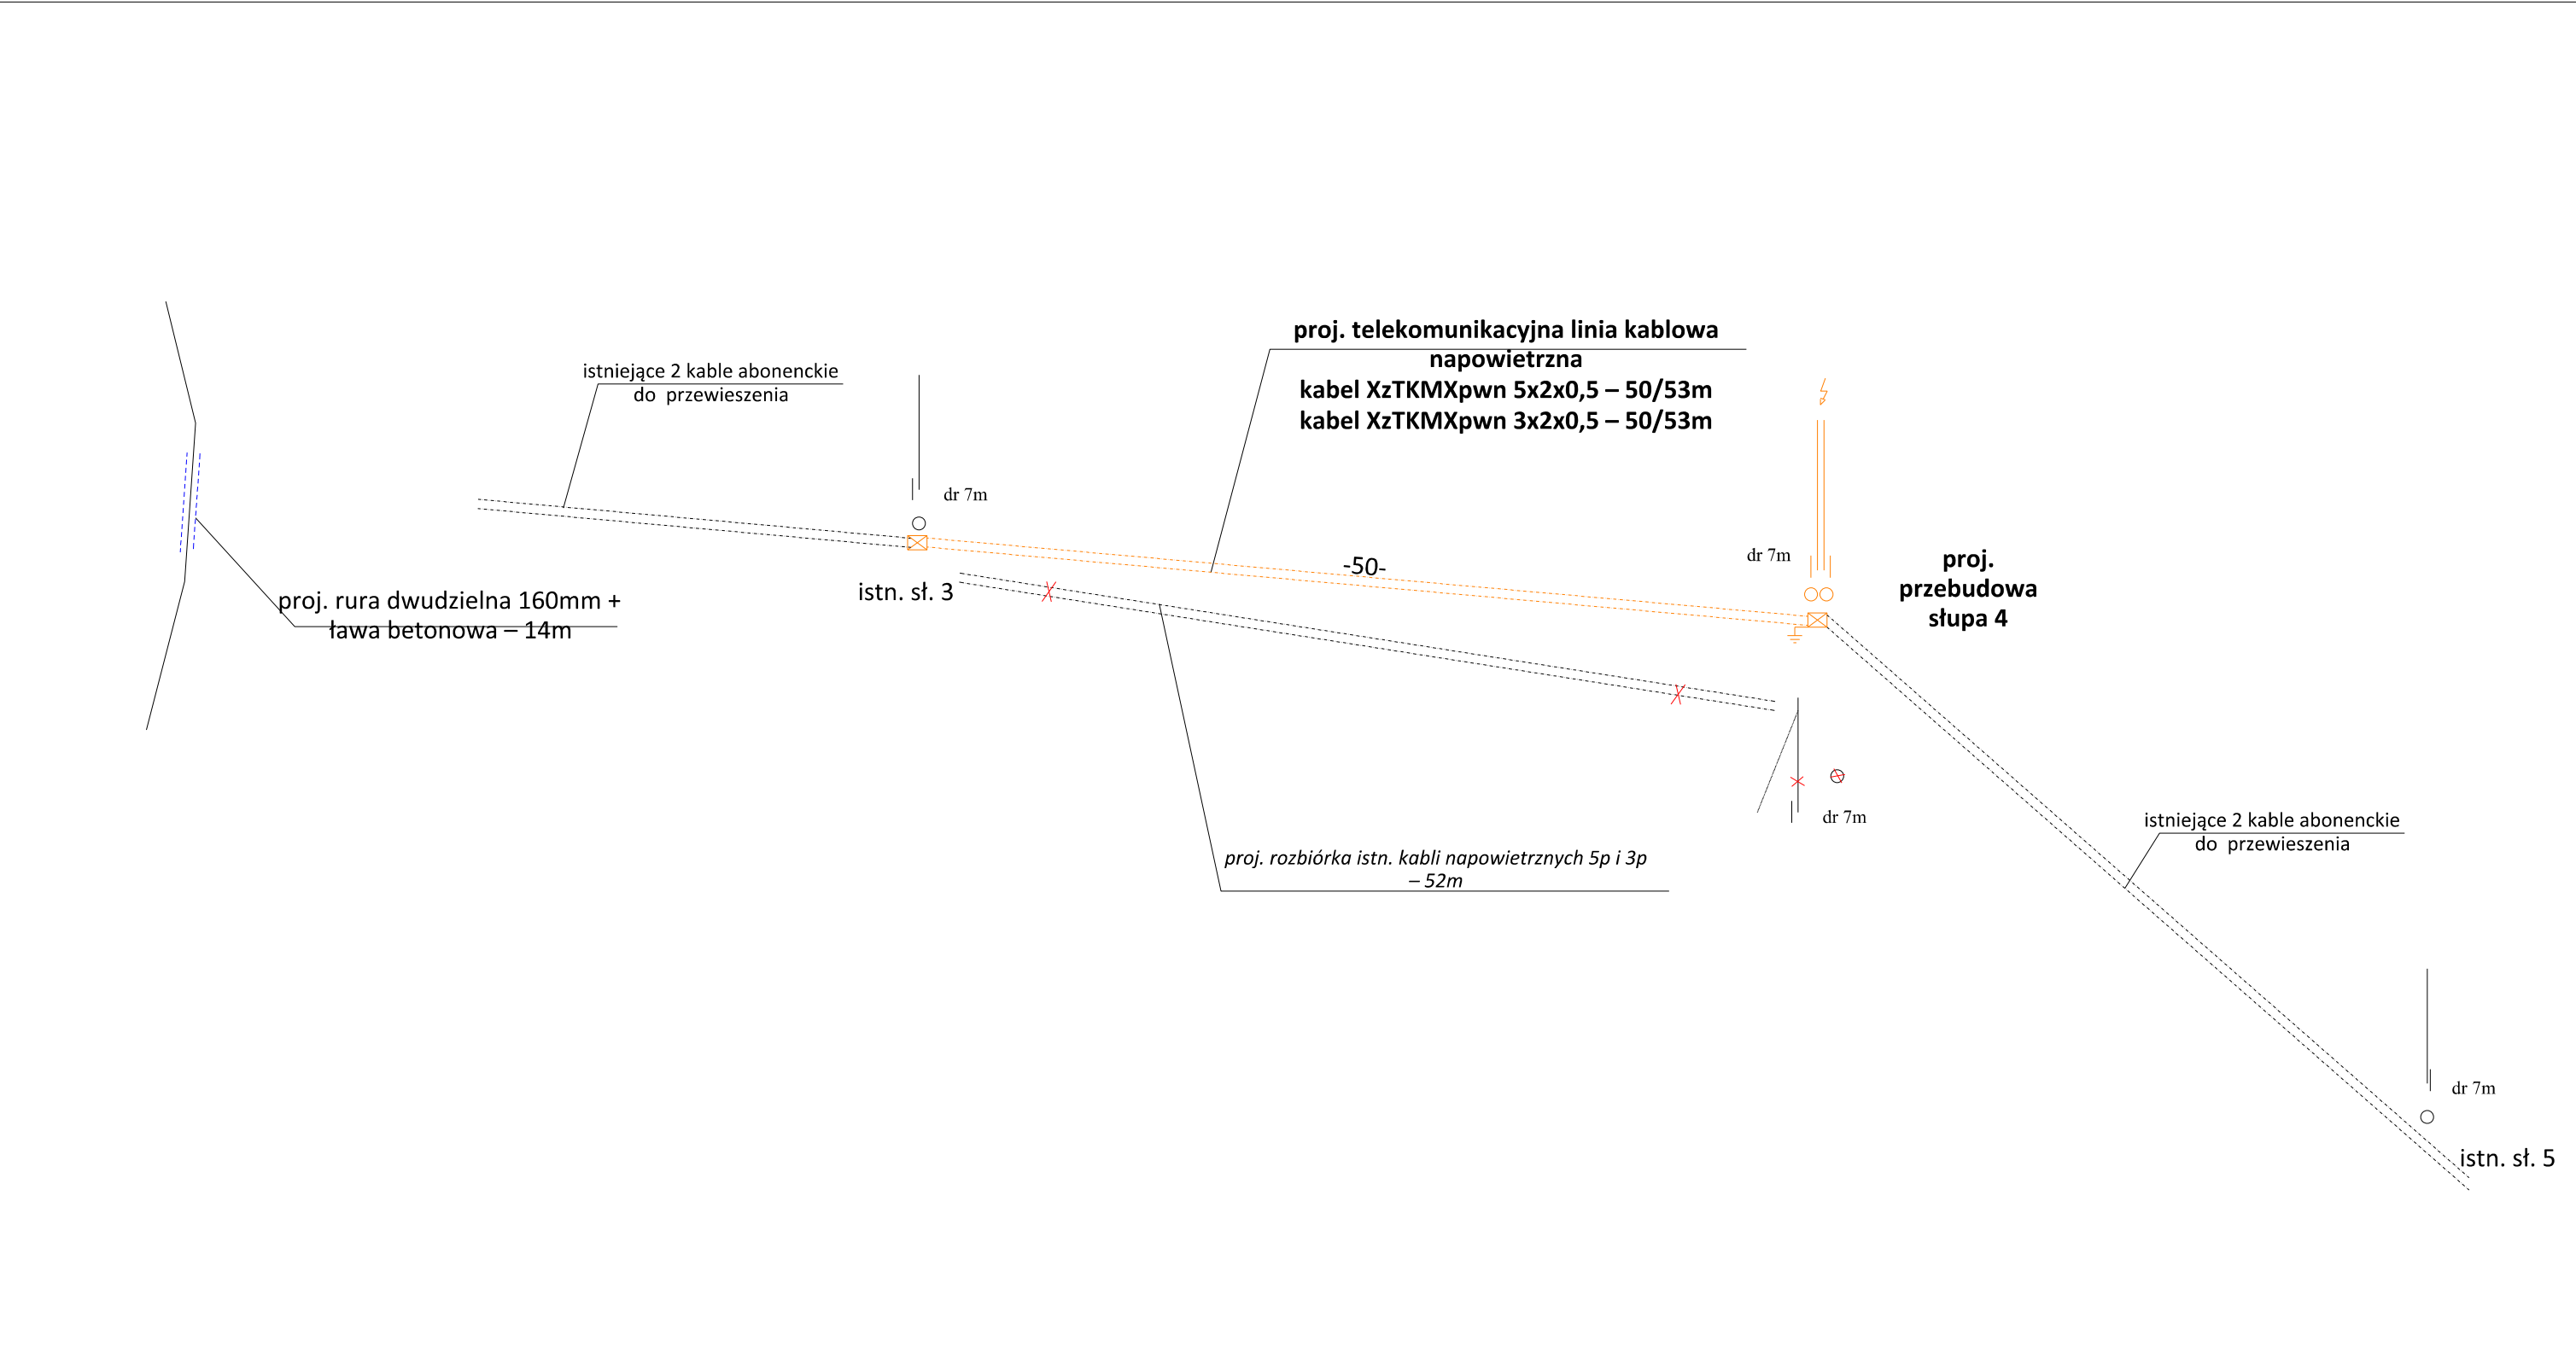 proj. telekomunikacyjna linia kablowa
napowietrzna
kabel XzTKMXpwn 5x2x0,5 – 50/53m
kabel XzTKMXpwn 3x2x0,5 – 50/53m
istniejące 2 kable abonenckie
do przewieszenia
dr 7m
istn. sł. 3
proj. rura dwudzielna 160mm +
ława betonowa – 14m
-50-
dr 7m
proj.
przebudowa
słupa 4
dr 7m
proj. rozbiórka istn. kabli napowietrznych 5p i 3p
– 52m
istniejące 2 kable abonenckie
do przewieszenia
dr 7m
istn. sł. 5